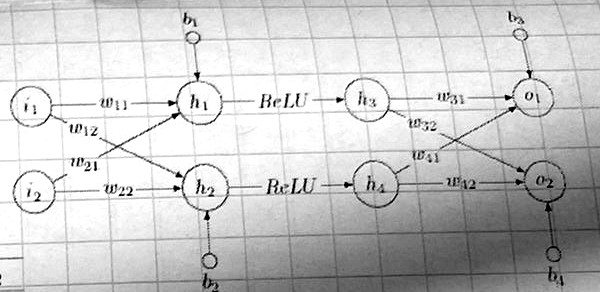 b1 b3
i1 w11 h1 ReLU h3 w31 o1
w12 w32
w21 w41
i2 w22 h2 ReLU h4 w42 o2
b2 b4